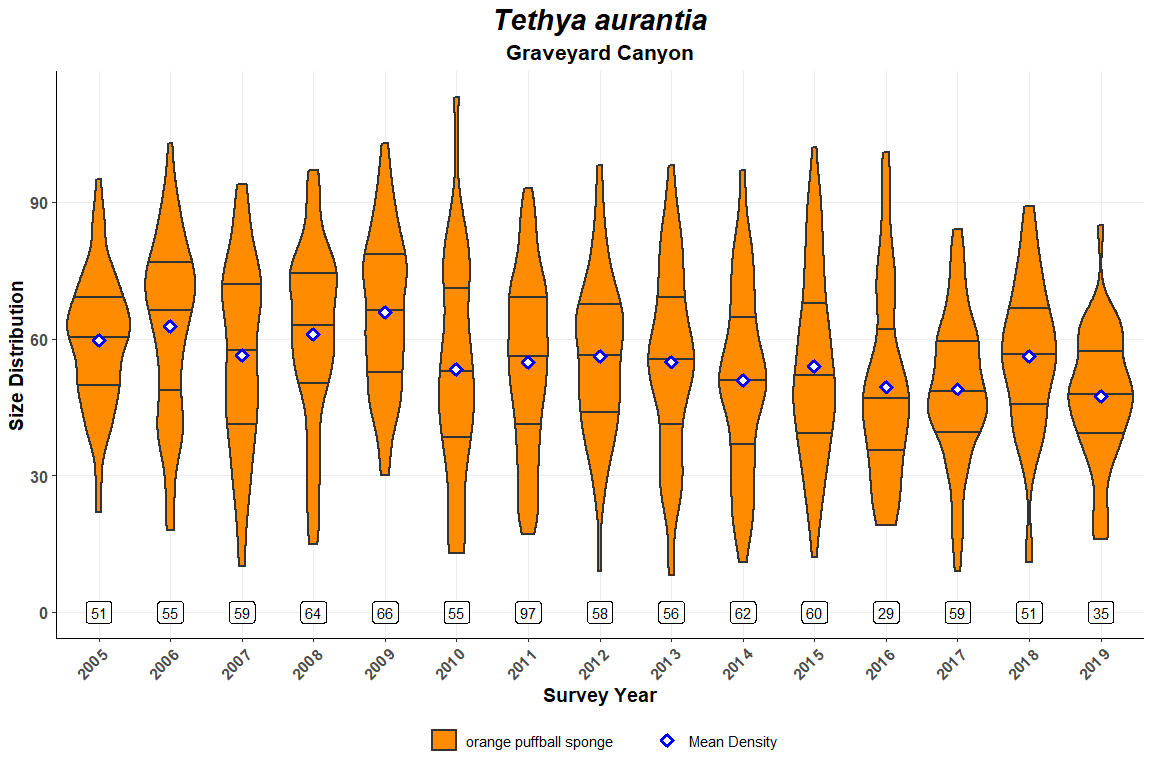 Tethya aurantia
Graveyard Canyon
Size Distribution
90
60
30
0
51 55 59 64 66 55 97 58 56 62 60 29 59 51 35
2005 2006 2007 2008 2009 2010 2011 2012 2013 2014 2015 2016 2017 2018 2019
Survey Year
orange puffball sponge Mean Density